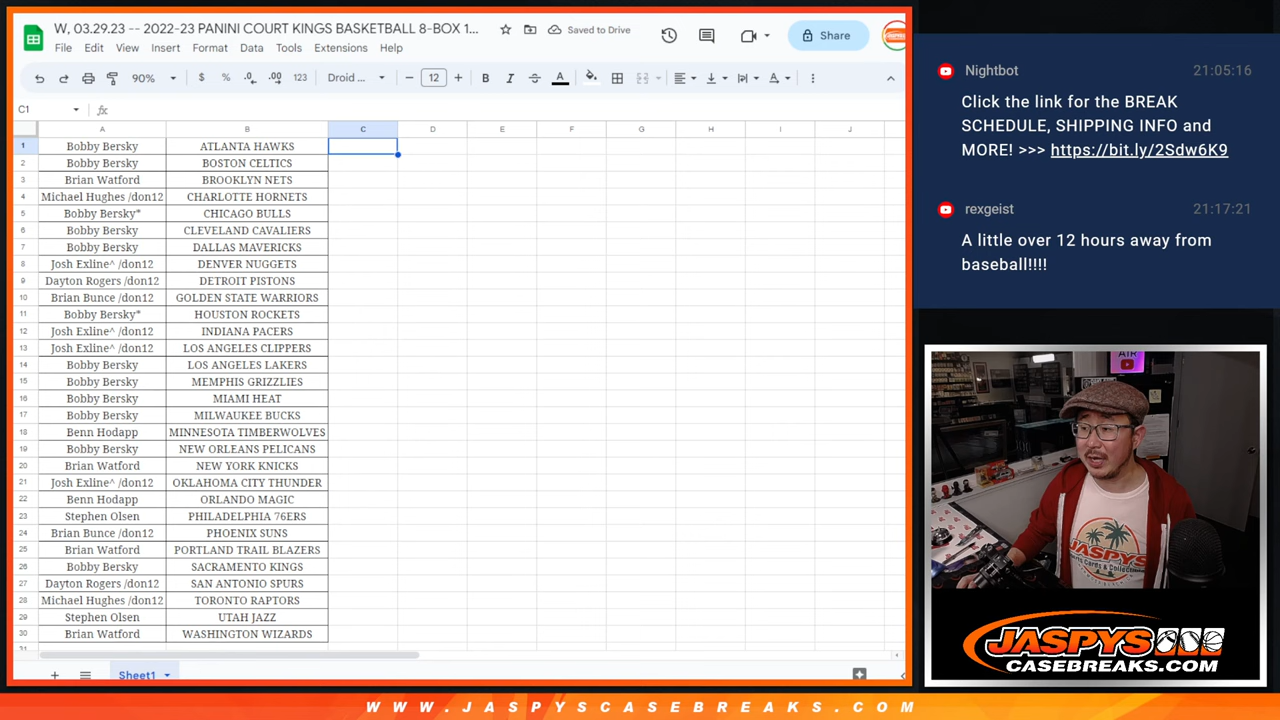 W, 03.29.23 -- 2022-23 PANINI COURT KINGS BASKETBALL 8-BOX 1...
Saved to Drive
Share
File Edit View Insert Format Data Tools Extensions Help
90% $ % .0 .00 123 Droid ... 12 B I A
C1 fx
A B C D E F G H I J
1 Bobby Bersky ATLANTA HAWKS
2 Bobby Bersky BOSTON CELTICS
3 Brian Watford BROOKLYN NETS
4 Michael Hughes /don12 CHARLOTTE HORNETS
5 Bobby Bersky* CHICAGO BULLS
6 Bobby Bersky CLEVELAND CAVALIERS
7 Bobby Bersky DALLAS MAVERICKS
8 Josh Exline^ /don12 DENVER NUGGETS
9 Dayton Rogers /don12 DETROIT PISTONS
10 Brian Bunce /don12 GOLDEN STATE WARRIORS
11 Bobby Bersky* HOUSTON ROCKETS
12 Josh Exline^ /don12 INDIANA PACERS
13 Josh Exline^ /don12 LOS ANGELES CLIPPERS
14 Bobby Bersky LOS ANGELES LAKERS
15 Bobby Bersky MEMPHIS GRIZZLIES
16 Bobby Bersky MIAMI HEAT
17 Bobby Bersky MILWAUKEE BUCKS
18 Benn Hodapp MINNESOTA TIMBERWOLVES
19 Bobby Bersky NEW ORLEANS PELICANS
20 Brian Watford NEW YORK KNICKS
21 Josh Exline^ /don12 OKLAHOMA CITY THUNDER
22 Benn Hodapp ORLANDO MAGIC
23 Stephen Olsen PHILADELPHIA 76ERS
24 Brian Bunce /don12 PHOENIX SUNS
25 Brian Watford PORTLAND TRAIL BLAZERS
26 Bobby Bersky SACRAMENTO KINGS
27 Dayton Rogers /don12 SAN ANTONIO SPURS
28 Michael Hughes /don12 TORONTO RAPTORS
29 Stephen Olsen UTAH JAZZ
30 Brian Watford WASHINGTON WIZARDS
Sheet1
Nightbot 21:05:16
Click the link for the BREAK
SCHEDULE, SHIPPING INFO and
MORE! >>> https://bit.ly/2Sdw6K9
rexgeist 21:17:21
A little over 12 hours away from
baseball!!!!
AIR
JASPYS
JASPYS
CASEBREAKS.COM
WWW.JASPYSCASEBREAKS.COM